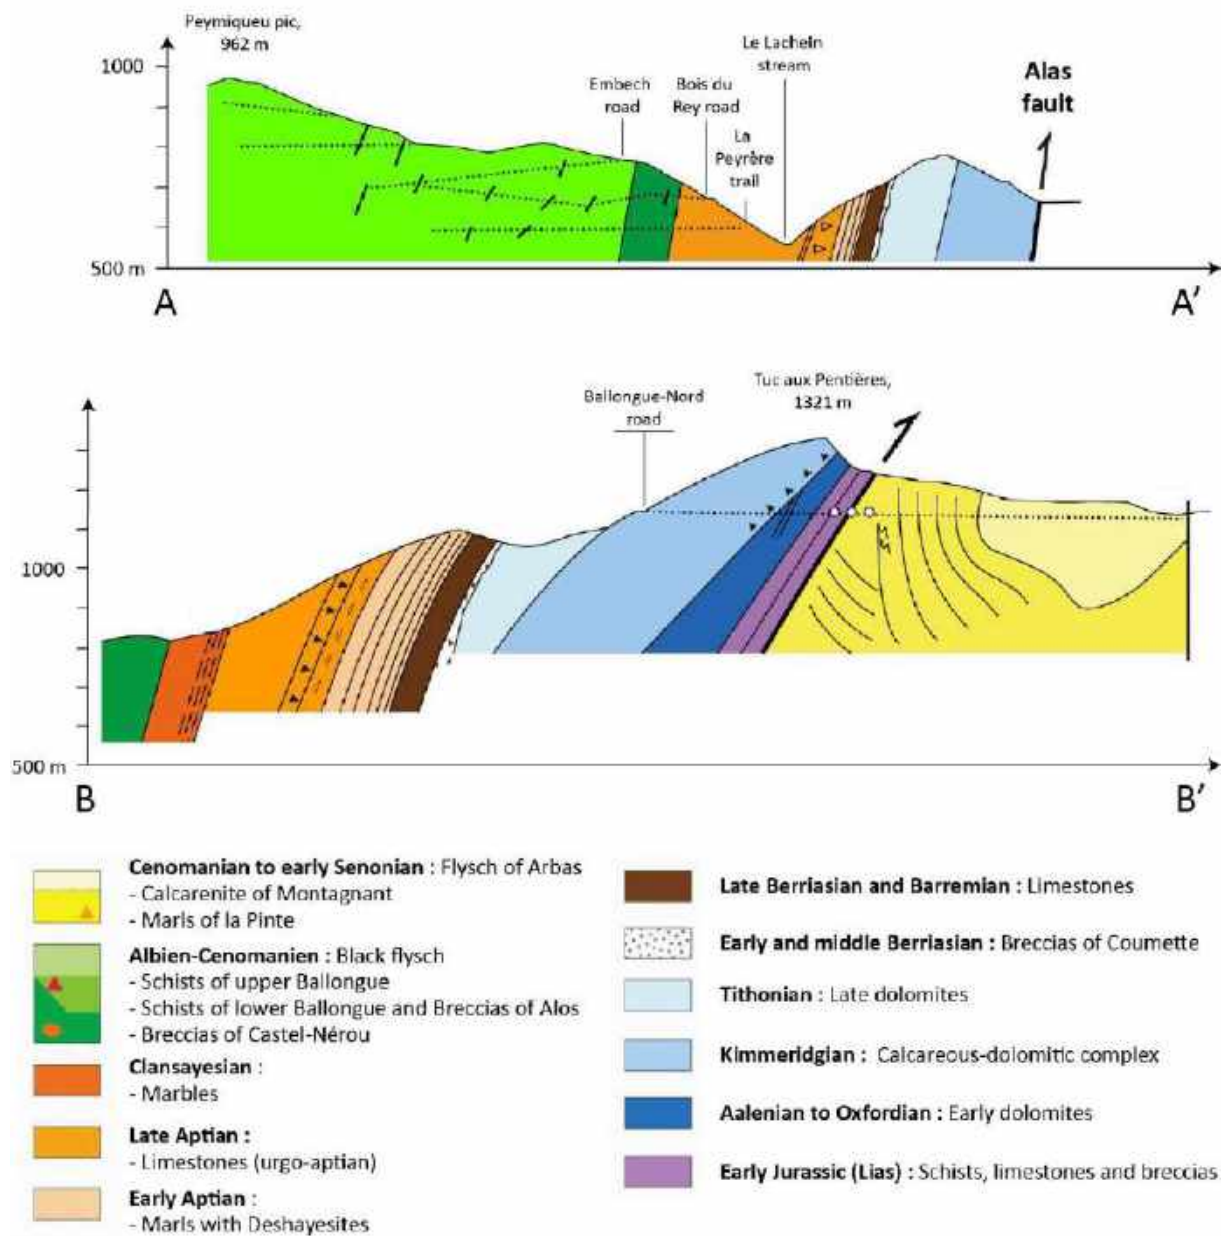 Peymiqueu pic,
962 m
Le Lachein
stream
1000
Embech
road
Bois du
Rey road
Alas
fault
La
Peyrère
trail
500 m
A
A’
Tuc aux Pentières,
1321 m
Ballongue-Nord
road
1000
500 m
B
B’
Cenomanian to early Senonian : Flysch of Arbas
- Calcarenite of Montagnant
- Marls of la Pinte
Albien-Cenomanien : Black flysch
- Schists of upper Ballongue
- Schists of lower Ballongue and Breccias of Alos
- Breccias of Castel-Nérou
Clansayesian :
- Marbles
Late Aptian :
- Limestones (urgo-aptian)
Early Aptian :
- Marls with Deshayesites
Late Berriasian and Barremian : Limestones
Early and middle Berriasian : Breccias of Coumette
Tithonian : Late dolomites
Kimmeridgian : Calcareous-dolomitic complex
Aalenian to Oxfordian : Early dolomites
Early Jurassic (Lias) : Schists, limestones and breccias